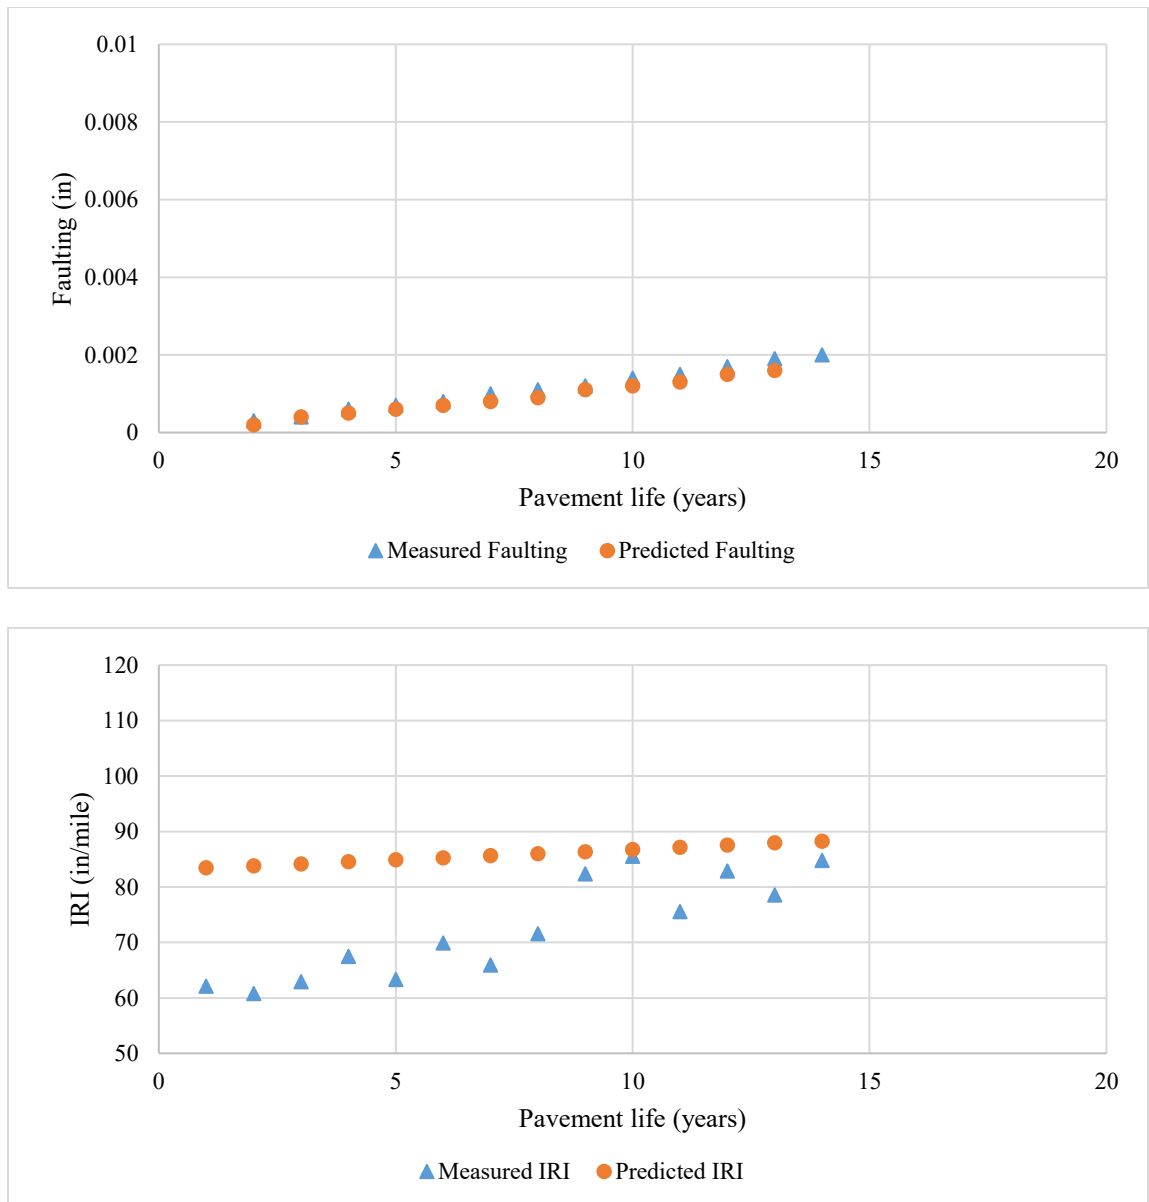 0.01
0.008
0.006
0.004
0.002
0
Faulting (in)
0 5 10 15 20
Pavement life (years)
Measured Faulting Predicted Faulting
120
110
100
90
80
70
60
50
IRI (in/mile)
0 5 10 15 20
Pavement life (years)
Measured IRI Predicted IRI